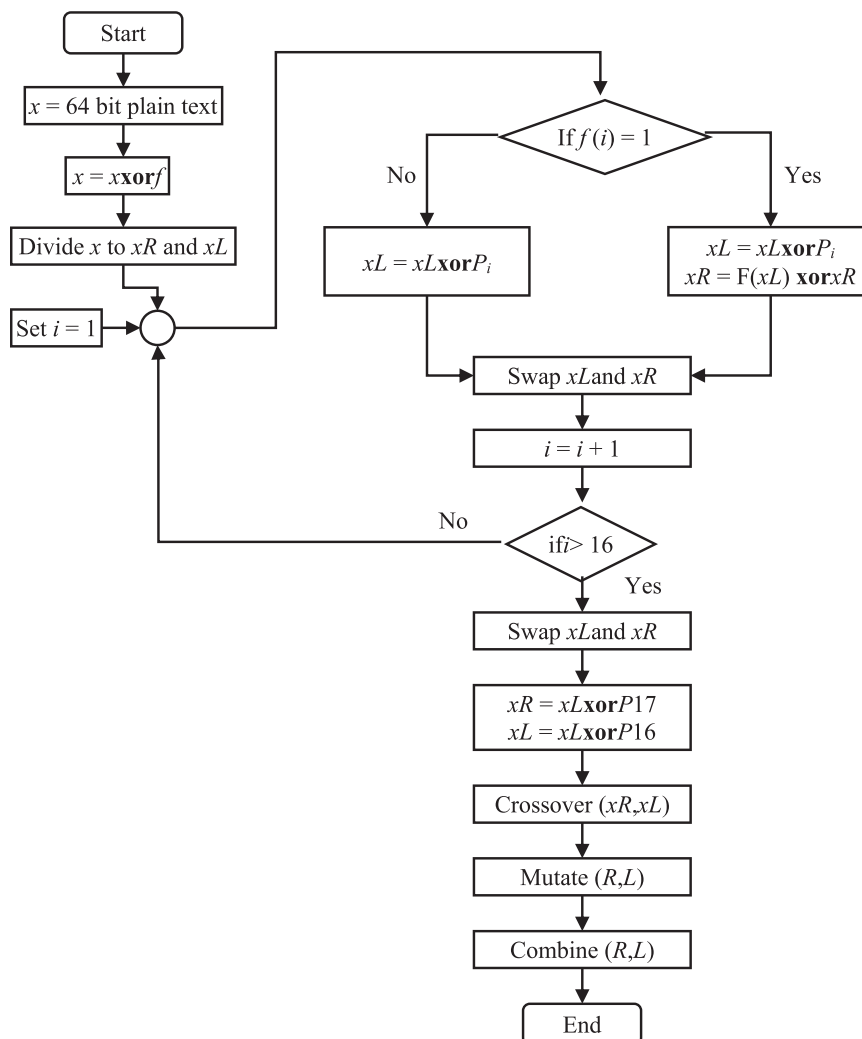 Start
x = 64 bit plain text
x = xxorf
Divide x to xR and xL
Set i = 1
If f (i) = 1
No
Yes
xL = xLxorPi
xL = xLxorPi
xR = F(xL) xorxR
Swap xLand xR
i = i + 1
No
ifi> 16
Yes
Swap xLand xR
xR = xLxorP17
xL = xLxorP16
Crossover (xR,xL)
Mutate (R,L)
Combine (R,L)
End